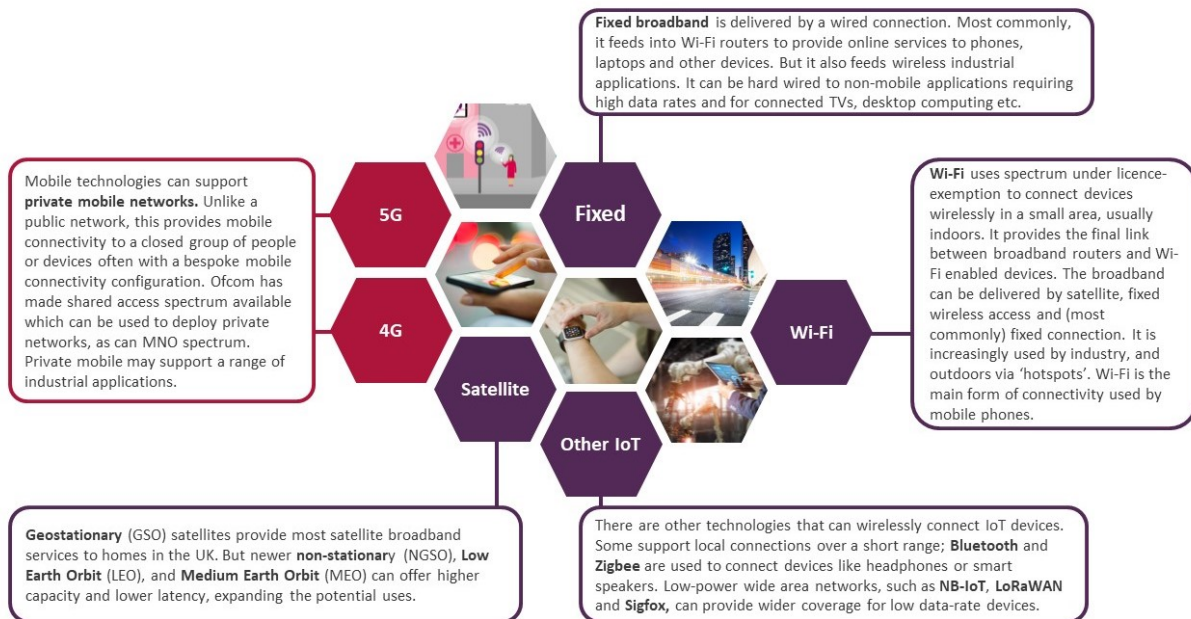 Fixed broadband is delivered by a wired connection. Most commonly,
it feeds into Wi-Fi routers to provide online services to phones,
laptops and other devices. But it also feeds wireless industrial
applications. It can be hard wired to non-mobile applications requiring
high data rates and for connected TVs, desktop computing etc.
Mobile technologies can support
private mobile networks. Unlike a
public network, this provides mobile
connectivity to a closed group of people
or devices often with a bespoke mobile
connectivity configuration. Ofcom has
made shared access spectrum available
which can be used to deploy private
networks, as can MNO spectrum.
Private mobile may support a range of
industrial applications.
5G
4G
Fixed
Satellite
Other IoT
Wi-Fi
Wi-Fi uses spectrum under licence-
exemption to connect devices
wirelessly in a small area, usually
indoors. It provides the final link
between broadband routers and Wi-
Fi enabled devices. The broadband
can be delivered by satellite, fixed
wireless access and (most
commonly) fixed connection. It is
increasingly used by industry, and
outdoors via ‘hotspots’. Wi-Fi is the
main form of connectivity used by
mobile phones.
Geostationary (GSO) satellites provide most satellite broadband
services to homes in the UK. But newer non-stationary (NGSO), Low
Earth Orbit (LEO), and Medium Earth Orbit (MEO) can offer higher
capacity and lower latency, expanding the potential uses.
There are other technologies that can wirelessly connect IoT devices.
Some support local connections over a short range; Bluetooth and
Zigbee are used to connect devices like headphones or smart
speakers. Low-power wide area networks, such as NB-IoT, LoRaWAN
and Sigfox, can provide wider coverage for low data-rate devices.